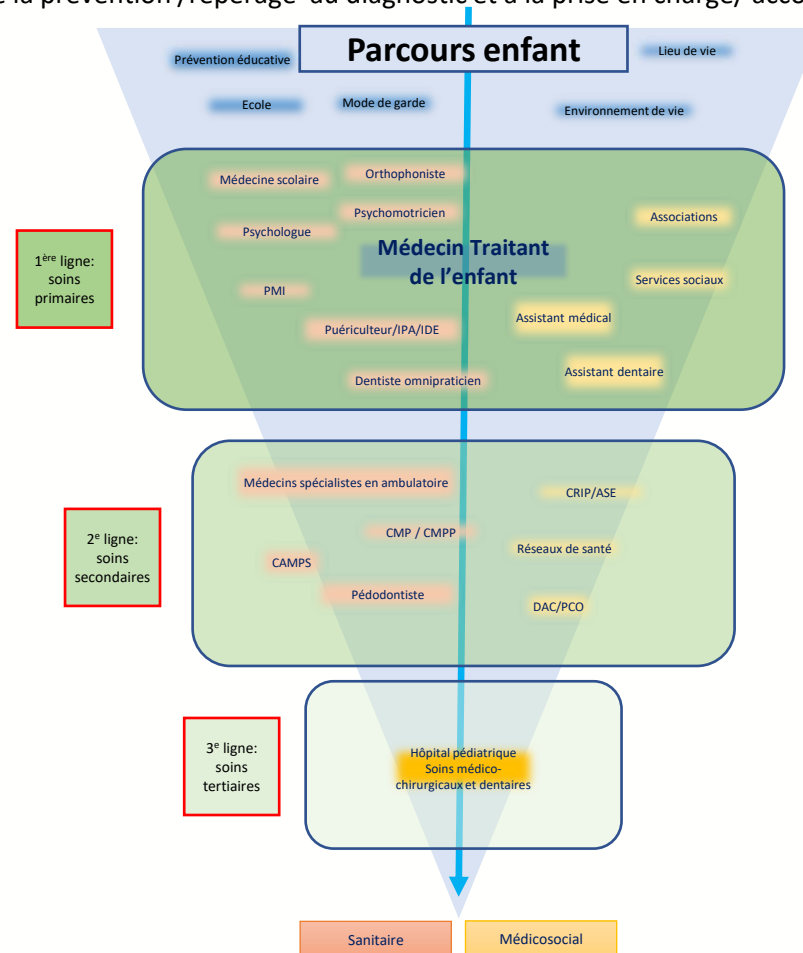 la prévention /repérage au diagnostic et à la prise en charge/
Parcours enfant
Prévention éducative
Lieu de vie
Ecole
Mode de garde
Environnement de vie
1ère ligne:
soins
primaires
Médecine scolaire
Orthophoniste
Psychomotricien
Psychologue
Associations
Médecin Traitant
de l'enfant
Services sociaux
PMI
Assistant médical
Puériculteur/IPA/IDE
Assistant dentaire
Dentiste omnipraticien
2e ligne:
soins
secondaires
Médecins spécialistes en ambulatoire
CRIP/ASE
CMP / CMPP
Réseaux de santé
CAMPS
Pédodontiste
DAC/PCO
3e ligne:
soins
tertiaires
Hôpital pédiatrique
Soins médico-
chirurgicaux et dentaires
Sanitaire
Médicosocial